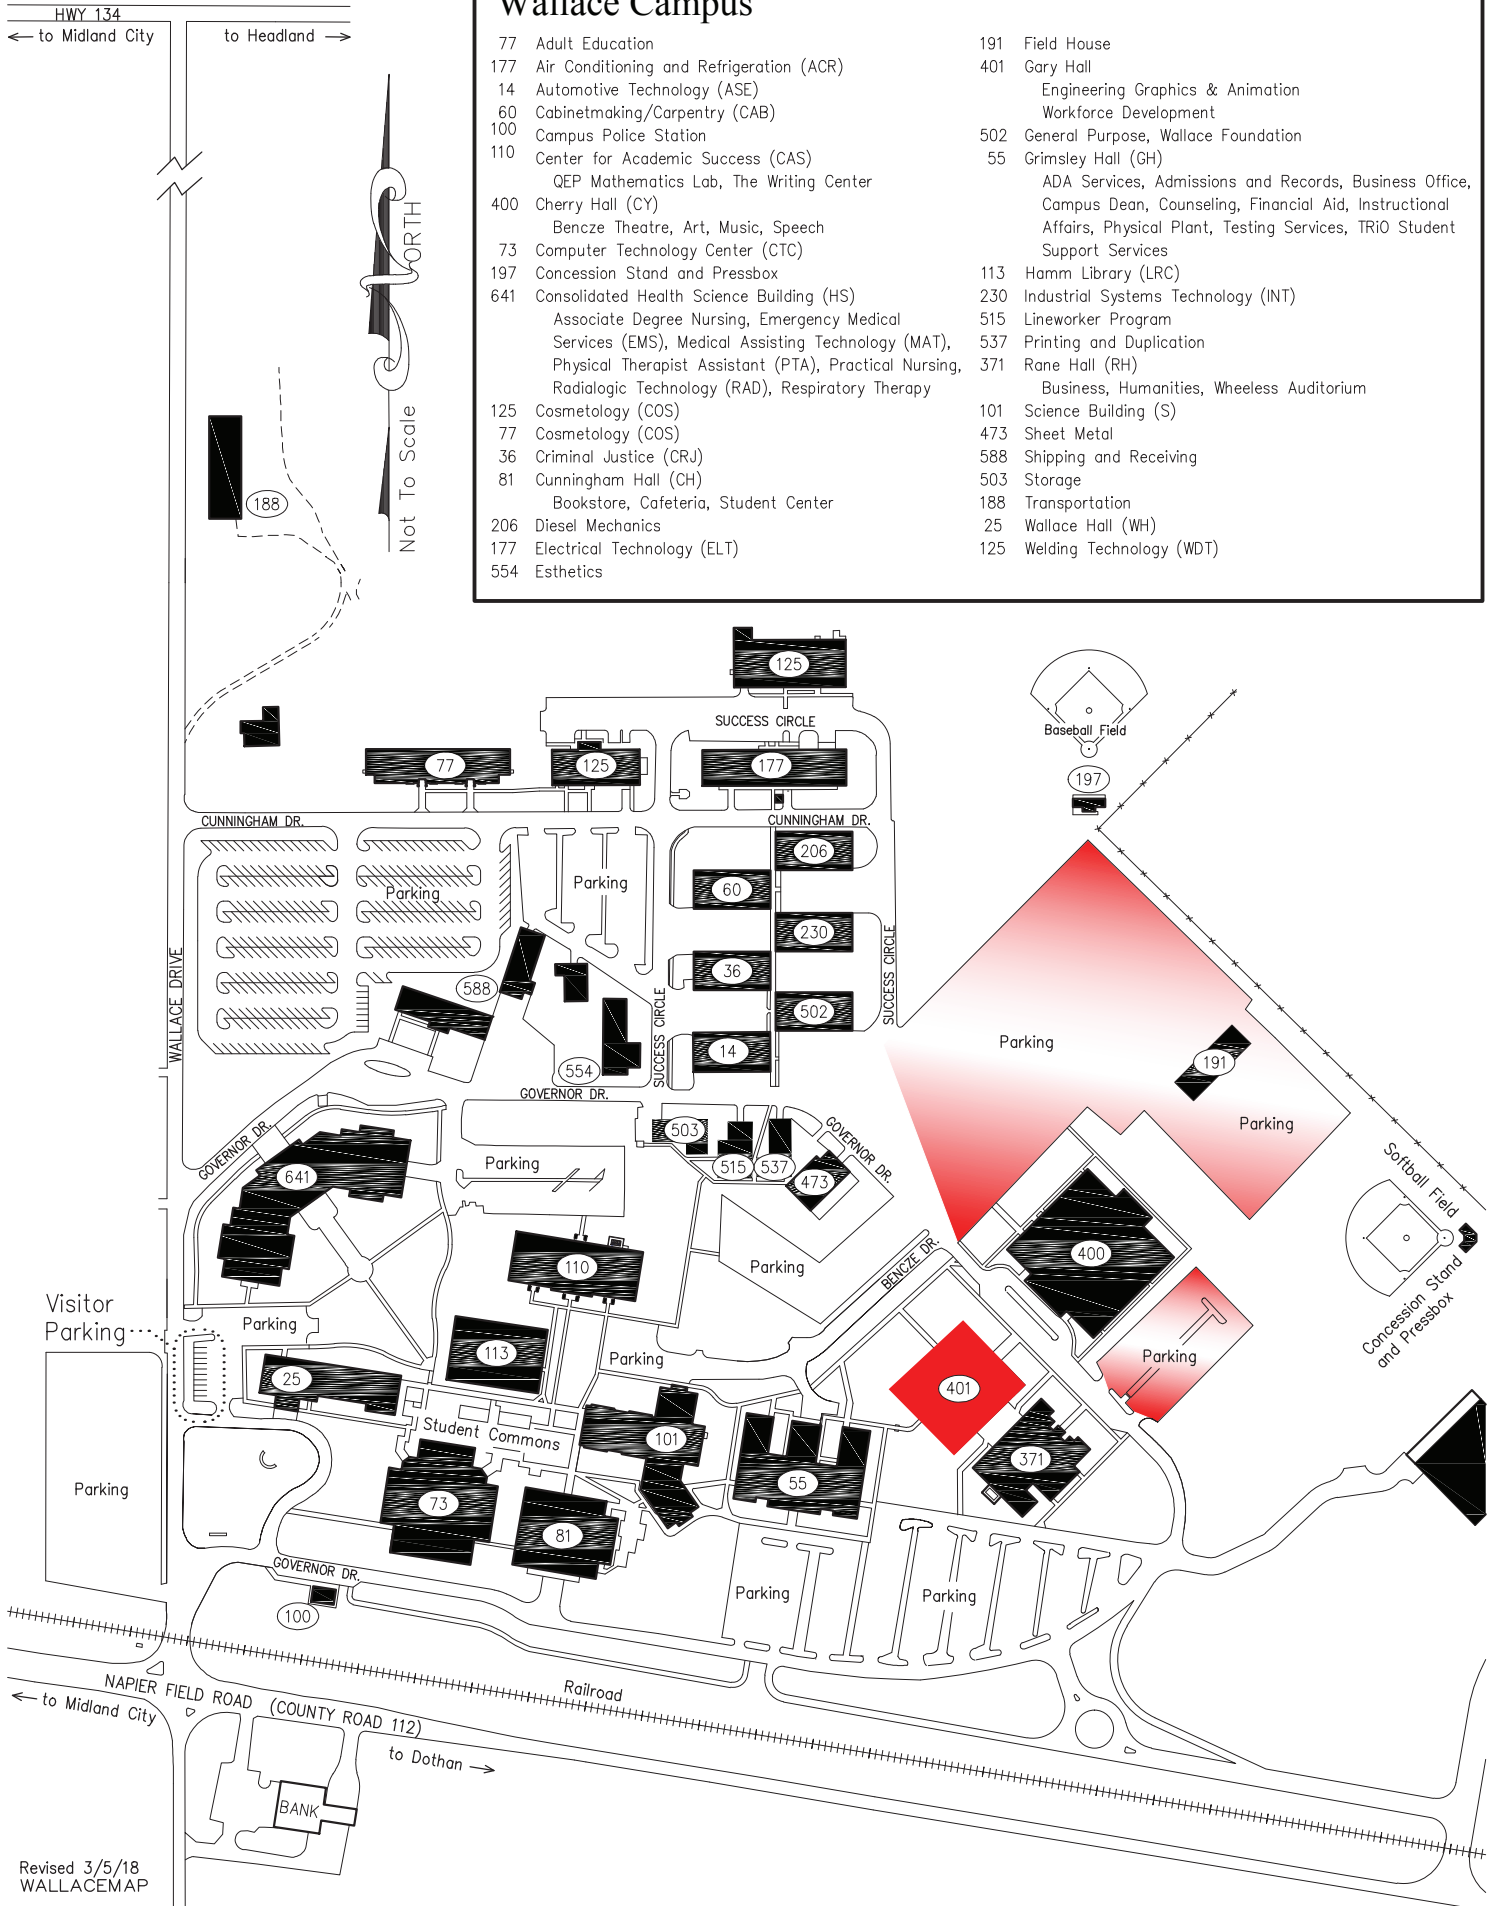 HWY 134
← to Midland City
to Headland →
Wallace Campus
77 Adult Education
177 Air Conditioning and Refrigeration (ACR)
14 Automotive Technology (ASE)
60 Cabinetmaking/Carpentry (CAB)
100 Campus Police Station
110 Center for Academic Success (CAS)
QEP Mathematics Lab, The Writing Center
400 Cherry Hall (CY)
Bencze Theatre, Art, Music, Speech
73 Computer Technology Center (CTC)
197 Concession Stand and Pressbox
641 Consolidated Health Science Building (HS)
Associate Degree Nursing, Emergency Medical
Services (EMS), Medical Assisting Technology (MAT),
Physical Therapist Assistant (PTA), Practical Nursing,
Radialogic Technology (RAD), Respiratory Therapy
125 Cosmetology (COS)
77 Cosmetology (COS)
36 Criminal Justice (CRJ)
81 Cunningham Hall (CH)
Bookstore, Cafeteria, Student Center
206 Diesel Mechanics
177 Electrical Technology (ELT)
554 Esthetics
191 Field House
401 Gary Hall
Engineering Graphics & Animation
Workforce Development
502 General Purpose, Wallace Foundation
55 Grimsley Hall (GH)
ADA Services, Admissions and Records, Business Office,
Campus Dean, Counseling, Financial Aid, Instructional
Affairs, Physical Plant, Testing Services, TRiO Student
Support Services
113 Hamm Library (LRC)
230 Industrial Systems Technology (INT)
515 Lineworker Program
537 Printing and Duplication
371 Rane Hall (RH)
Business, Humanities, Wheeless Auditorium
101 Science Building (S)
473 Sheet Metal
588 Shipping and Receiving
503 Storage
188 Transportation
25 Wallace Hall (WH)
125 Welding Technology (WDT)
NORTH
Not To Scale
188
125
SUCCESS CIRCLE
Baseball Field
77
125
177
197
CUNNINGHAM DR.
CUNNINGHAM DR.
206
Parking
Parking
60
230
WALLACE DRIVE
36
SUCCESS CIRCLE
588
SUCCESS CIRCLE
502
14
Parking
191
554
GOVERNOR DR.
Parking
GOVERNOR DR.
503
GOVERNOR DR.
641
Parking
515
537
473
Softball Field
110
Parking
BENCZE DR.
400
Concession Stand
and Pressbox
Visitor
Parking
Parking
113
Parking
Parking
25
401
Student Commons
101
371
55
Parking
73
81
GOVERNOR DR.
Parking
Parking
100
NAPIER FIELD ROAD (COUNTY ROAD 112)
← to Midland City
Railroad
to Dothan →
BANK
Revised 3/5/18
WALLACEMAP